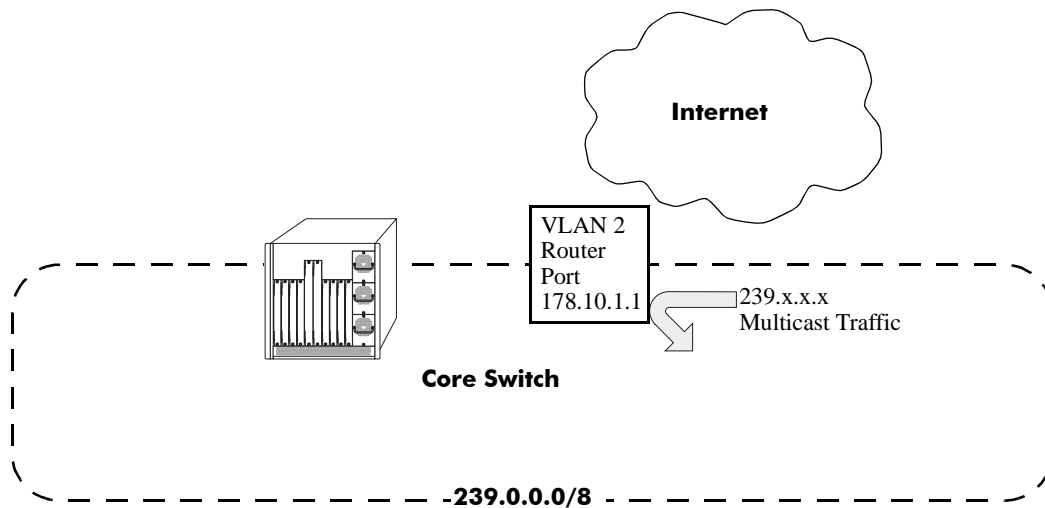 Internet
VLAN 2
Router
Port
178.10.1.1
239.x.x.x
Multicast Traffic
Core Switch
239.0.0.0/8